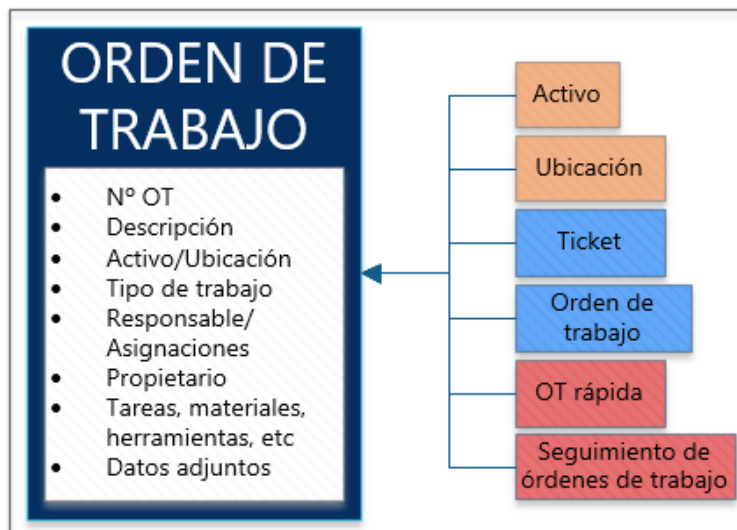 ORDEN DE
TRABAJO
• Nº OT
• Descripción
• Activo/Ubicación
• Tipo de trabajo
• Responsable/
Asignaciones
• Propietario
• Tareas, materiales,
herramientas, etc
• Datos adjuntos
Activo
Ubicación
Ticket
Orden de
trabajo
OT rápida
Seguimiento de
órdenes de trabajo